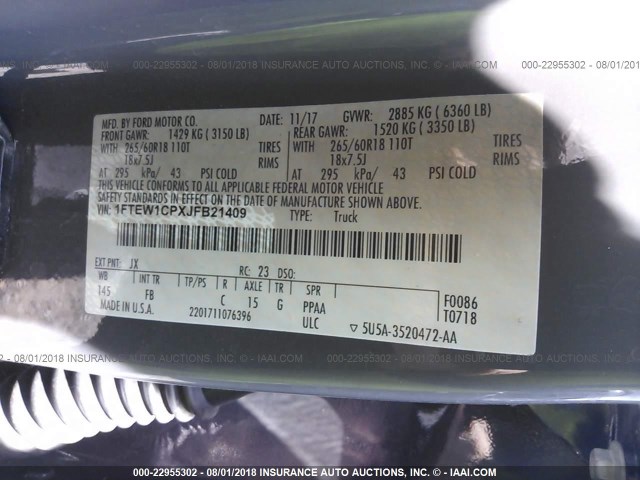 000-22955302 - 08/01/2018 INSURANCE AUTO AUCTIONS, INC. - IAAI.COM
MFD. BY FORD MOTOR CO. DATE: 11/17 GVWR: 2885 KG ( 6360 LB)
FRONT GAWR: 1429 KG ( 3150 LB) REAR GAWR: 1520 KG ( 3350 LB)
WITH 265/60R18 110T TIRES WITH 265/60R18 110T TIRES
18x7.5J RIMS 18x7.5J RIMS
AT 295 kPa/ 43 PSI COLD AT 295 kPa/ 43 PSI COLD
THIS VEHICLE CONFORMS TO ALL APPLICABLE FEDERAL MOTOR VEHICLE
SAFETY STANDARDS IN EFFECT ON THE DATE OF MANUFACTURE SHOWN ABOVE.
VIN: 1FTEW1CPXJFB21409 TYPE: Truck
EXT PNT: JX RC: 23 DSO:
WB INT TR TP/PS R AXLE TR SPR
145 FB C 15 G PPAA F0086
MADE IN U.S.A. 2201711076396 ULC T0718
▽ 5U5A-3520472-AA
000-22955302 - 08/01/2018 INSURANCE AUTO AUCTIONS, INC. - IAAI.COM
000-22955302 - 08/01/2018 INSURANCE AUTO AUCTIONS, INC. - IAAI.COM